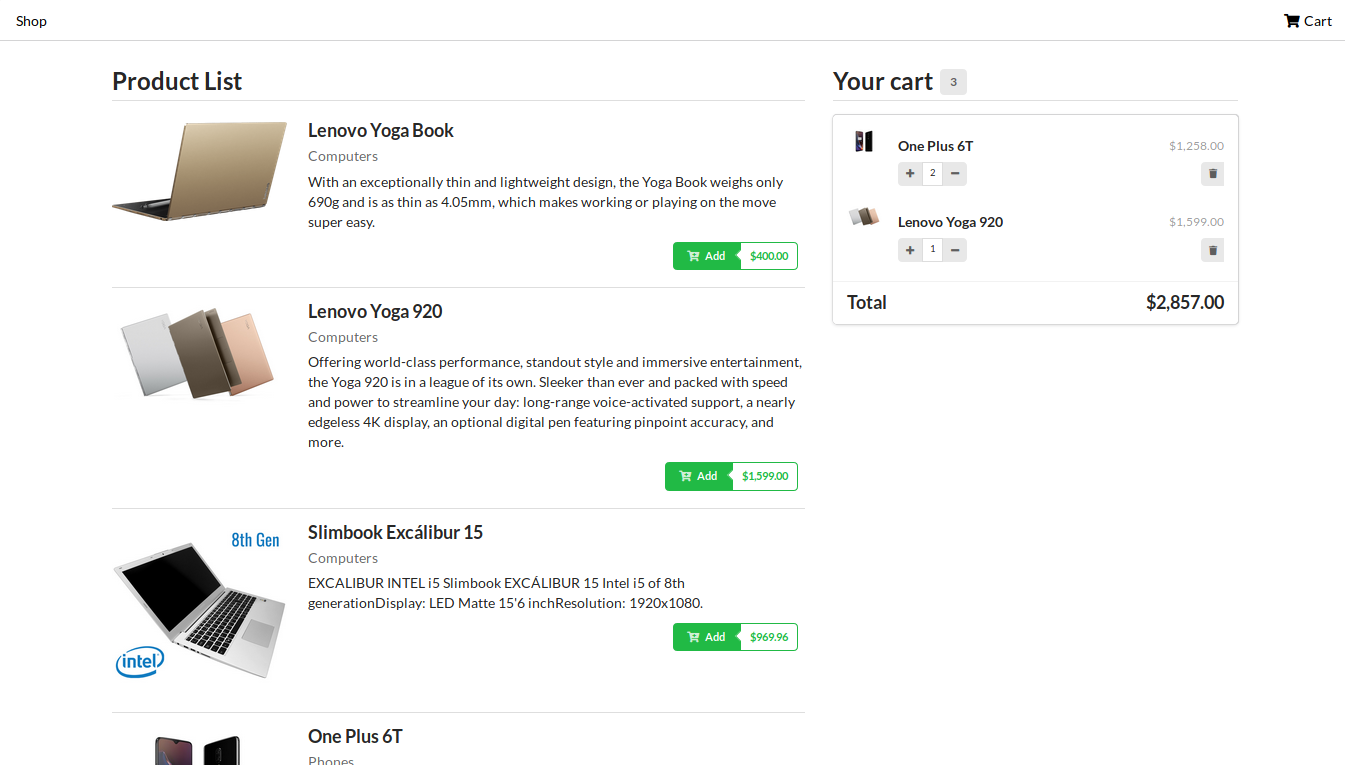 Shop
Cart
Product List
Lenovo Yoga Book
Computers
With an exceptionally thin and lightweight design, the Yoga Book weighs only
690g and is as thin as 4.05mm, which makes working or playing on the move
super easy.
Add $400.00
Lenovo Yoga 920
Computers
Offering world-class performance, standout style and immersive entertainment,
the Yoga 920 is in a league of its own. Sleeker than ever and packed with speed
and power to streamline your day: long-range voice-activated support, a nearly
edgeless 4K display, an optional digital pen featuring pinpoint accuracy, and
more.
Add $1,599.00
8th Gen
intel
Slimbook Excálibur 15
Computers
EXCALIBUR INTEL i5 Slimbook EXCÁLIBUR 15 Intel i5 of 8th
generationDisplay: LED Matte 15'6 inchResolution: 1920x1080.
Add $969.96
One Plus 6T
Phones
Your cart 3
One Plus 6T $1,258.00
+ 2 −
Lenovo Yoga 920 $1,599.00
+ 1 −
Total $2,857.00